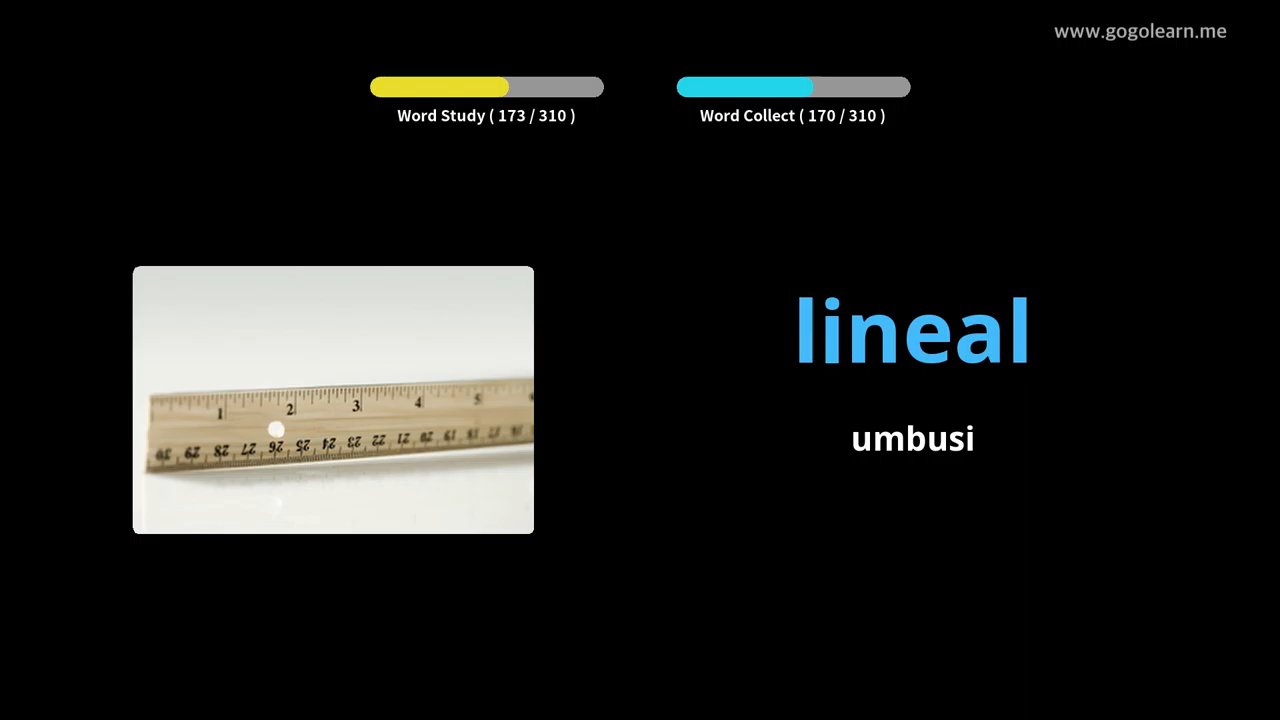 www.gogolearn.me
Word Study ( 173 / 310 )
Word Collect ( 170 / 310 )
lineal
umbusi
1 2 3 4 5
30 29 28 27 26 25 24 23 22 21 20 19 18 17 16